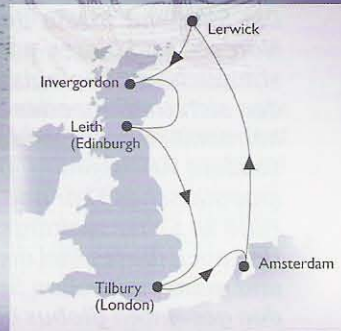 Lerwick
Invergordon
Leith
(Edinburgh
Amsterdam
Tilbury
(London)